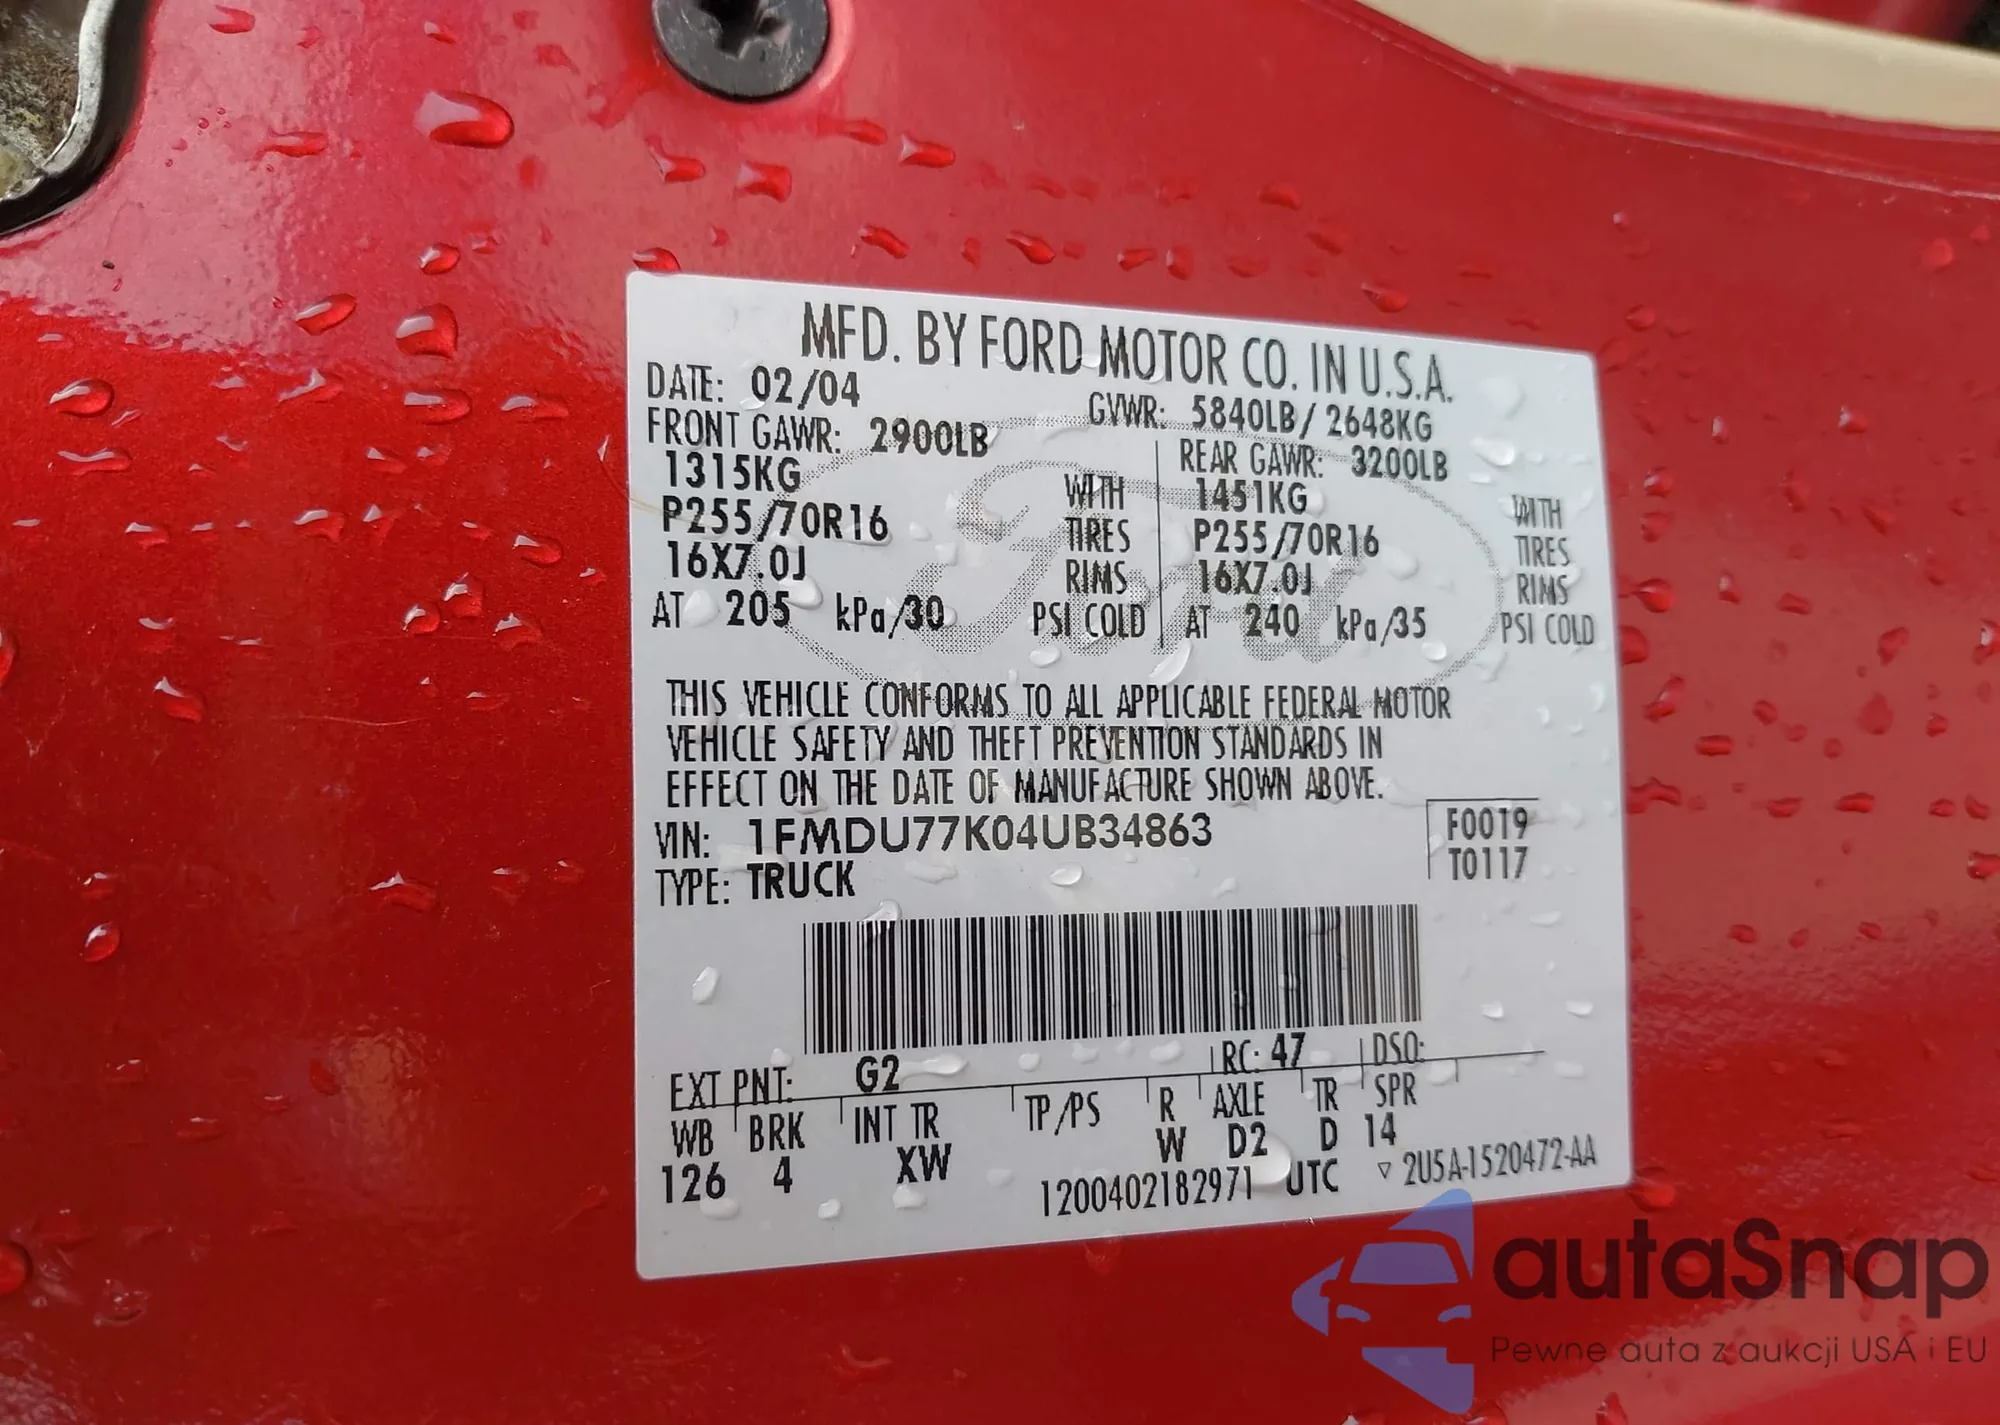 MFD. BY FORD MOTOR CO. IN U.S.A.
DATE: 02/04 GVWR: 5840LB / 2648KG
FRONT GAWR: 2900LB REAR GAWR: 3200LB
1315KG WITH 1451KG WITH
P255/70R16 TIRES P255/70R16 TIRES
16X7.0J RIMS 16X7.0J RIMS
AT 205 kPa/30 PSI COLD AT 240 kPa/35 PSI COLD
Ford
THIS VEHICLE CONFORMS TO ALL APPLICABLE FEDERAL MOTOR
VEHICLE SAFETY AND THEFT PREVENTION STANDARDS IN
EFFECT ON THE DATE OF MANUFACTURE SHOWN ABOVE.
VIN: 1FMDU77K04UB34863 F0019
TYPE: TRUCK T0117
EXT PNT: G2 RC: 47 DSO:
WB BRK INT TR TP/PS R AXLE TR SPR
126 4 XW W D2 D 14
1200402182971 UTC ▽ 2U5A-1520472-AA
autaSnap
Pewne auta z aukcji USA i EU